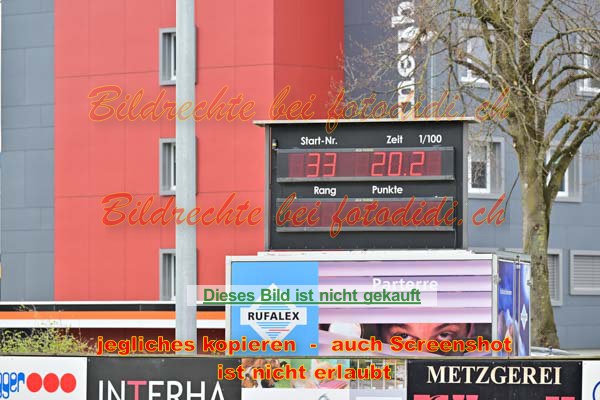 Bildrechte bei fotodidi.ch
Start-Nr. Zeit 1/100
33 20.2
Rang Punkte
Bildrechte bei fotodidi.ch
Parterre
Dieses Bild ist nicht gekauft
RUFALEX
jegliches kopieren - auch Screenshot
ist nicht erlaubt
INTERHA
METZGEREI